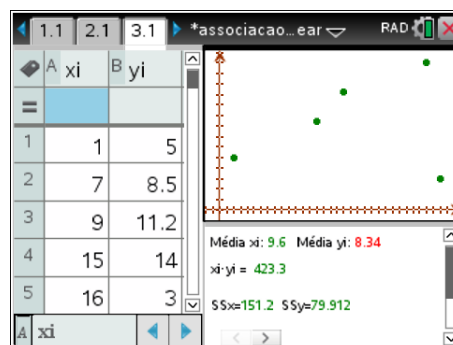 1.1 2.1 3.1 *associacao...ear RAD
A xi B yi
=
1 1 5
2 7 8.5
3 9 11.2
4 15 14
5 16 3
A xi
Média xi: 9.6 Média yi: 8.34
xi·yi = 423.3
SSx=151.2 SSy=79.912